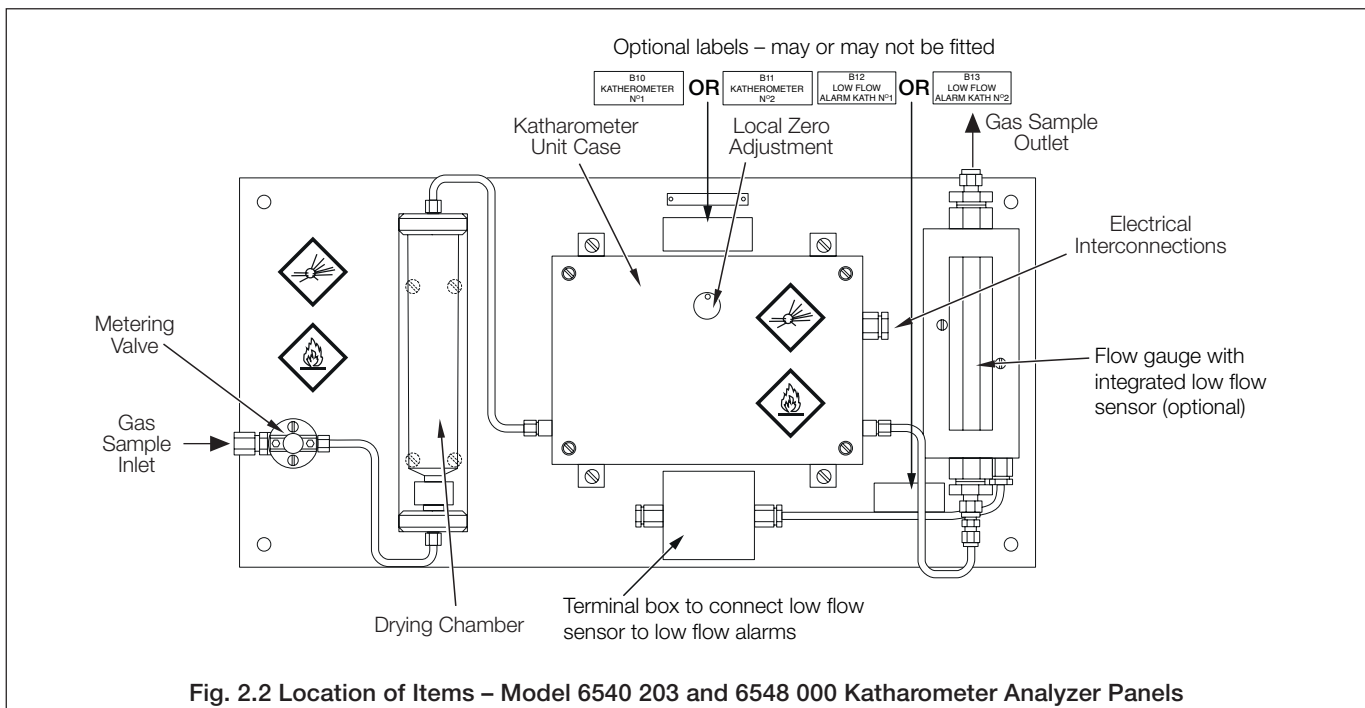 Optional labels – may or may not be fitted
B10
KATHEROMETER
Nº1
OR
B11
KATHEROMETER
Nº2
B12
LOW FLOW
ALARM KATH Nº1
OR
B13
LOW FLOW
ALARM KATH Nº2
Katharometer
Unit Case
Local Zero
Adjustment
Gas Sample
Outlet
Electrical
Interconnections
Metering
Valve
Flow gauge with
integrated low flow
sensor (optional)
Gas
Sample
Inlet
Drying Chamber
Terminal box to connect low flow
sensor to low flow alarms
Fig. 2.2 Location of Items – Model 6540 203 and 6548 000 Katharometer Analyzer Panels